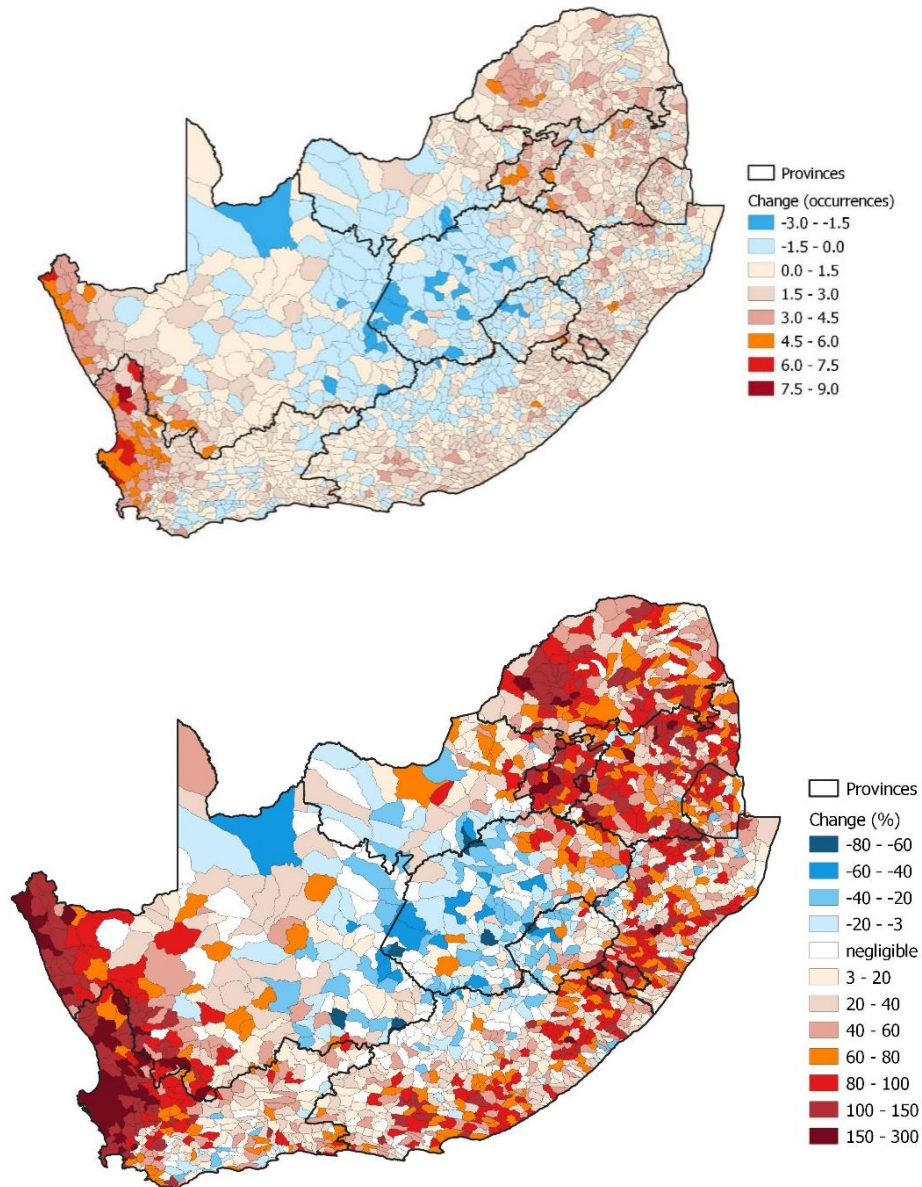 Provinces
Change (occurrences)
-3.0 - -1.5
-1.5 - 0.0
0.0 - 1.5
1.5 - 3.0
3.0 - 4.5
4.5 - 6.0
6.0 - 7.5
7.5 - 9.0
Provinces
Change (%)
-80 - -60
-60 - -40
-40 - -20
-20 - -3
negligible
3 - 20
20 - 40
40 - 60
60 - 80
80 - 100
100 - 150
150 - 300